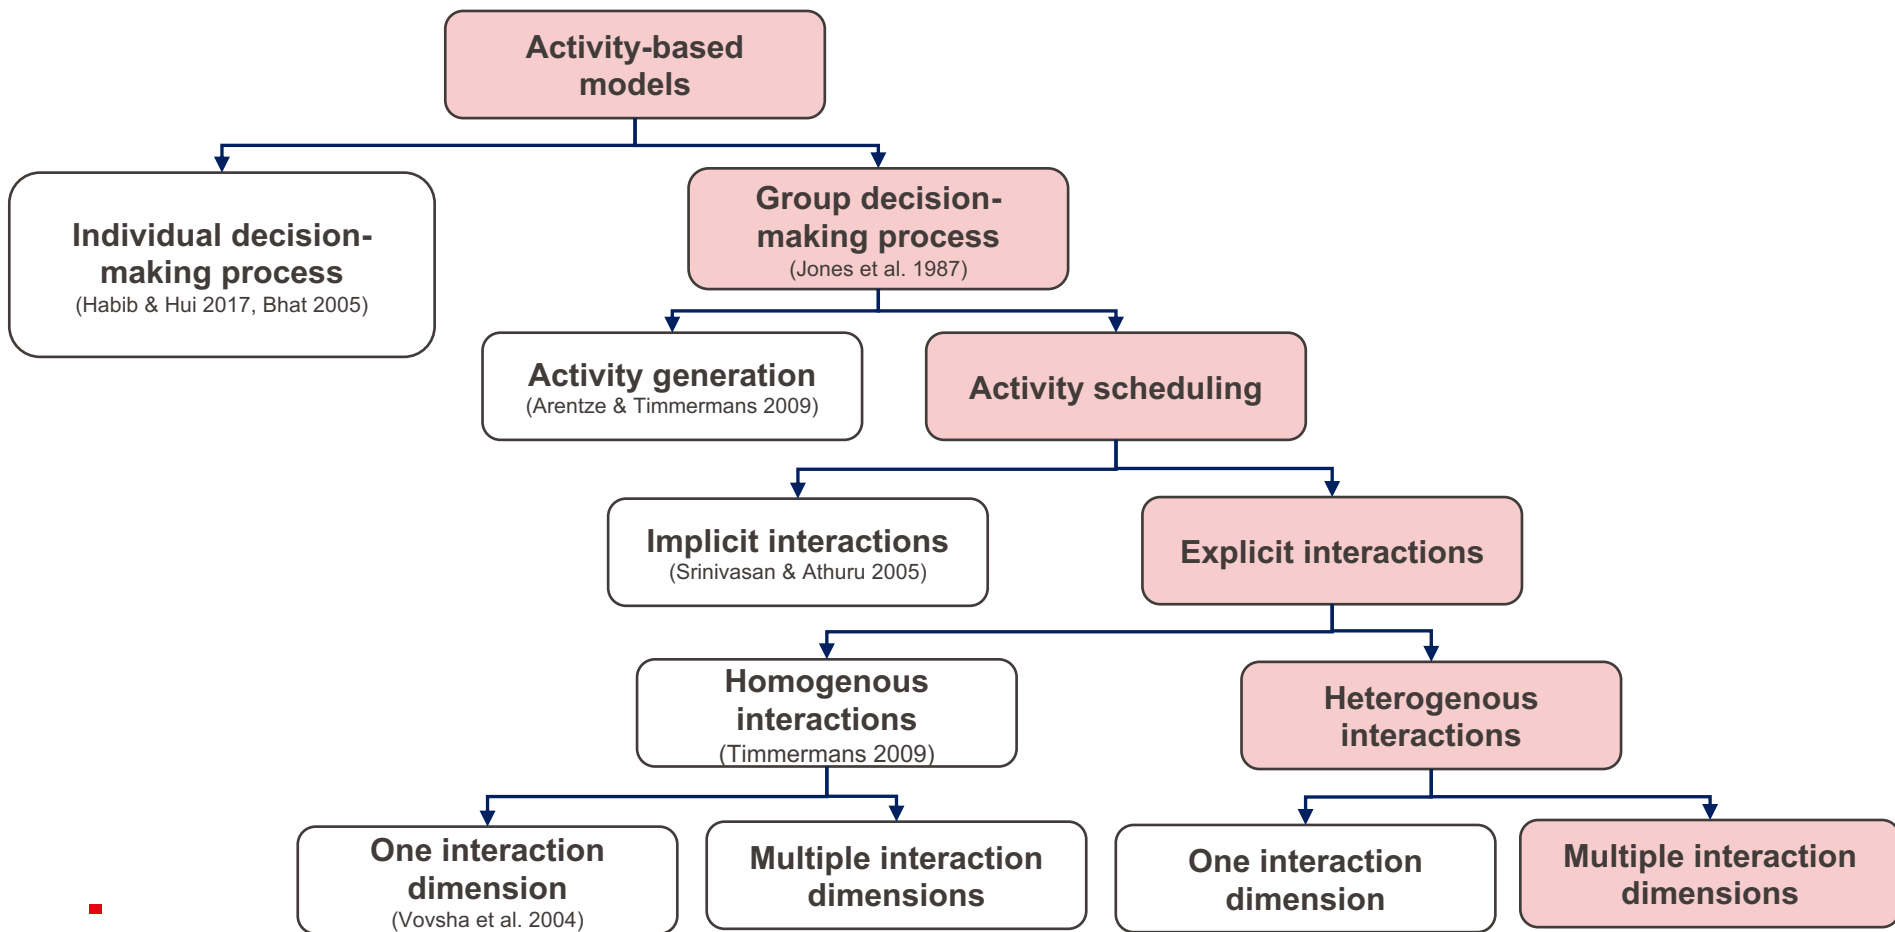 Activity-based
models
Individual decision-
making process
(Habib & Hui 2017, Bhat 2005)
Group decision-
making process
(Jones et al. 1987)
Activity generation
(Arentze & Timmermans 2009)
Activity scheduling
Implicit interactions
(Srinivasan & Athuru 2005)
Explicit interactions
Homogenous
interactions
(Timmermans 2009)
Heterogenous
interactions
One interaction
dimension
(Vovsha et al. 2004)
Multiple interaction
dimensions
One interaction
dimension
Multiple interaction
dimensions